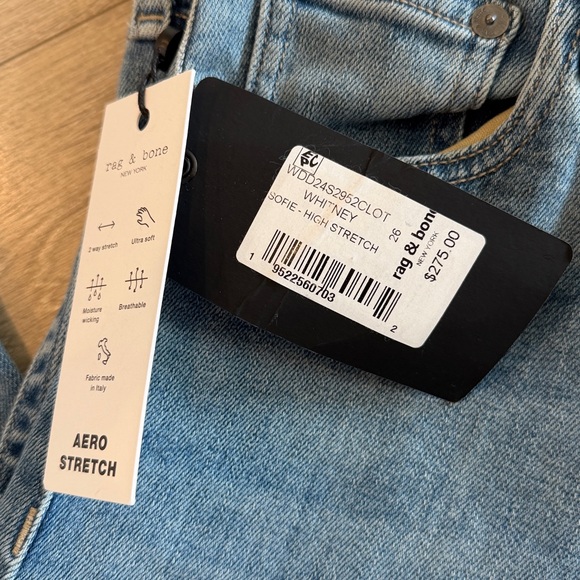 rag & bone
NEW YORK
2-way stretch
Ultra soft
Moisture
wicking
Breathable
Fabric made
in Italy
AERO
STRETCH
WDD24S2952CLOT
WHITNEY
26
SOFIE - HIGH STRETCH
1 9522560703 2
rag & bone
NEW YORK
$275.00